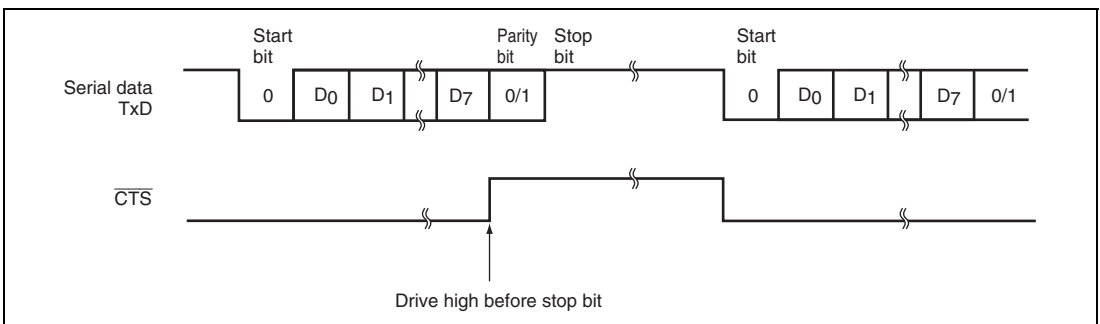 Start bit
Parity bit
Stop bit
Start bit
Serial data TxD
0 D0 D1 D7 0/1 0 D0 D1 D7 0/1
CTS
Drive high before stop bit